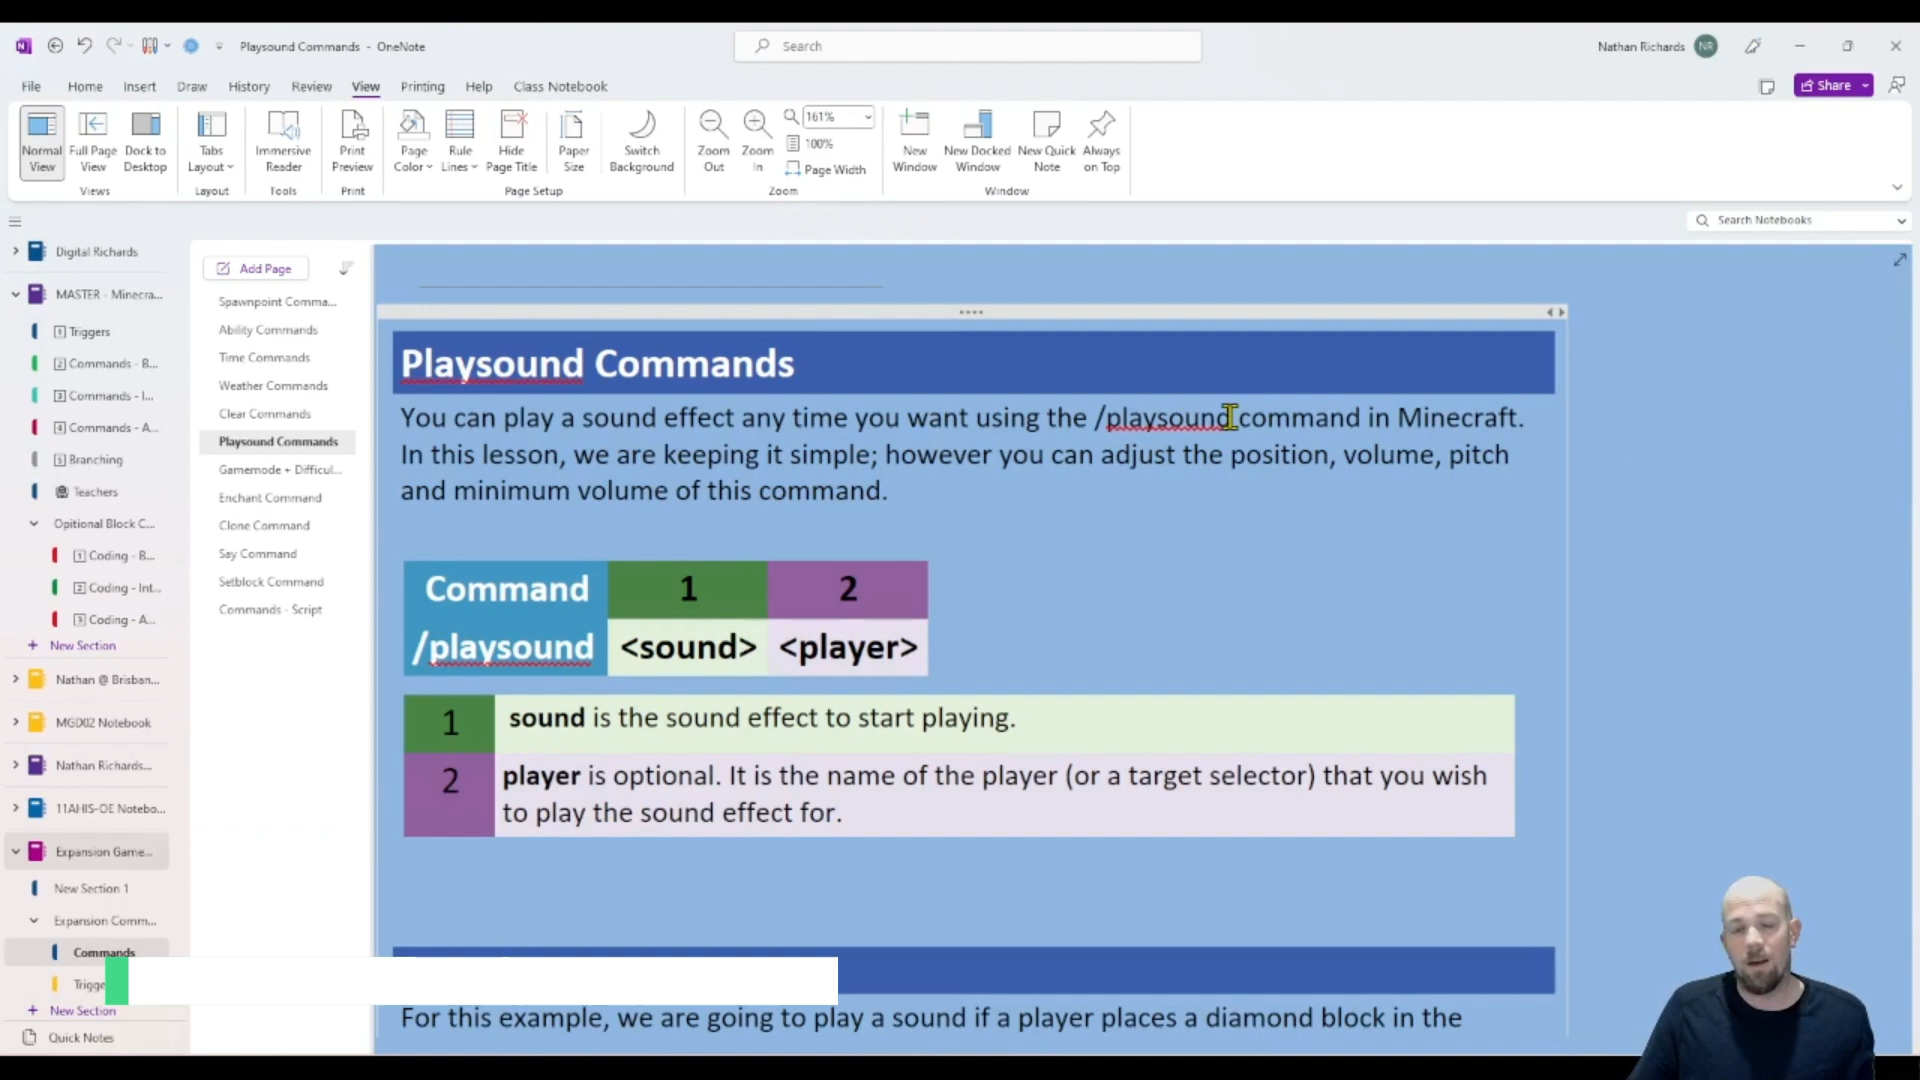 Playsound Commands - OneNote
Search
Nathan Richards
NR
File
Home
Insert
Draw
History
Review
View
Printing
Help
Class Notebook
Share
Normal View
Full Page View
Dock to Desktop
Views
Tabs Layout
Layout
Immersive Reader
Tools
Print Preview
Print
Page Color
Rule Lines
Hide Page Title
Paper Size
Switch Background
Page Setup
Zoom Out
Zoom In
161%
100%
Page Width
Zoom
New Window
New Docked Window
New Quick Note
Always on Top
Window
Search Notebooks
Digital Richards
MASTER - Minecra...
1 Triggers
2 Commands - B...
3 Commands - I...
4 Commands - A...
5 Branching
Teachers
Opitional Block C...
1 Coding - B...
2 Coding - Int...
3 Coding - A...
+ New Section
Nathan @ Brisban...
MGD02 Notebook
Nathan Richards...
11AHIS-OE Notebo...
Expansion Game...
New Section 1
Expansion Comm...
Commands
Trigge
+ New Section
Quick Notes
Add Page
Spawnpoint Comma...
Ability Commands
Time Commands
Weather Commands
Clear Commands
Playsound Commands
Gamemode + Difficul...
Enchant Command
Clone Command
Say Command
Setblock Command
Commands - Script
Playsound Commands
You can play a sound effect any time you want using the /playsound command in Minecraft.
In this lesson, we are keeping it simple; however you can adjust the position, volume, pitch
and minimum volume of this command.
Command 1 2
/playsound <sound> <player>
1 sound is the sound effect to start playing.
2 player is optional. It is the name of the player (or a target selector) that you wish
to play the sound effect for.
For this example, we are going to play a sound if a player places a diamond block in the